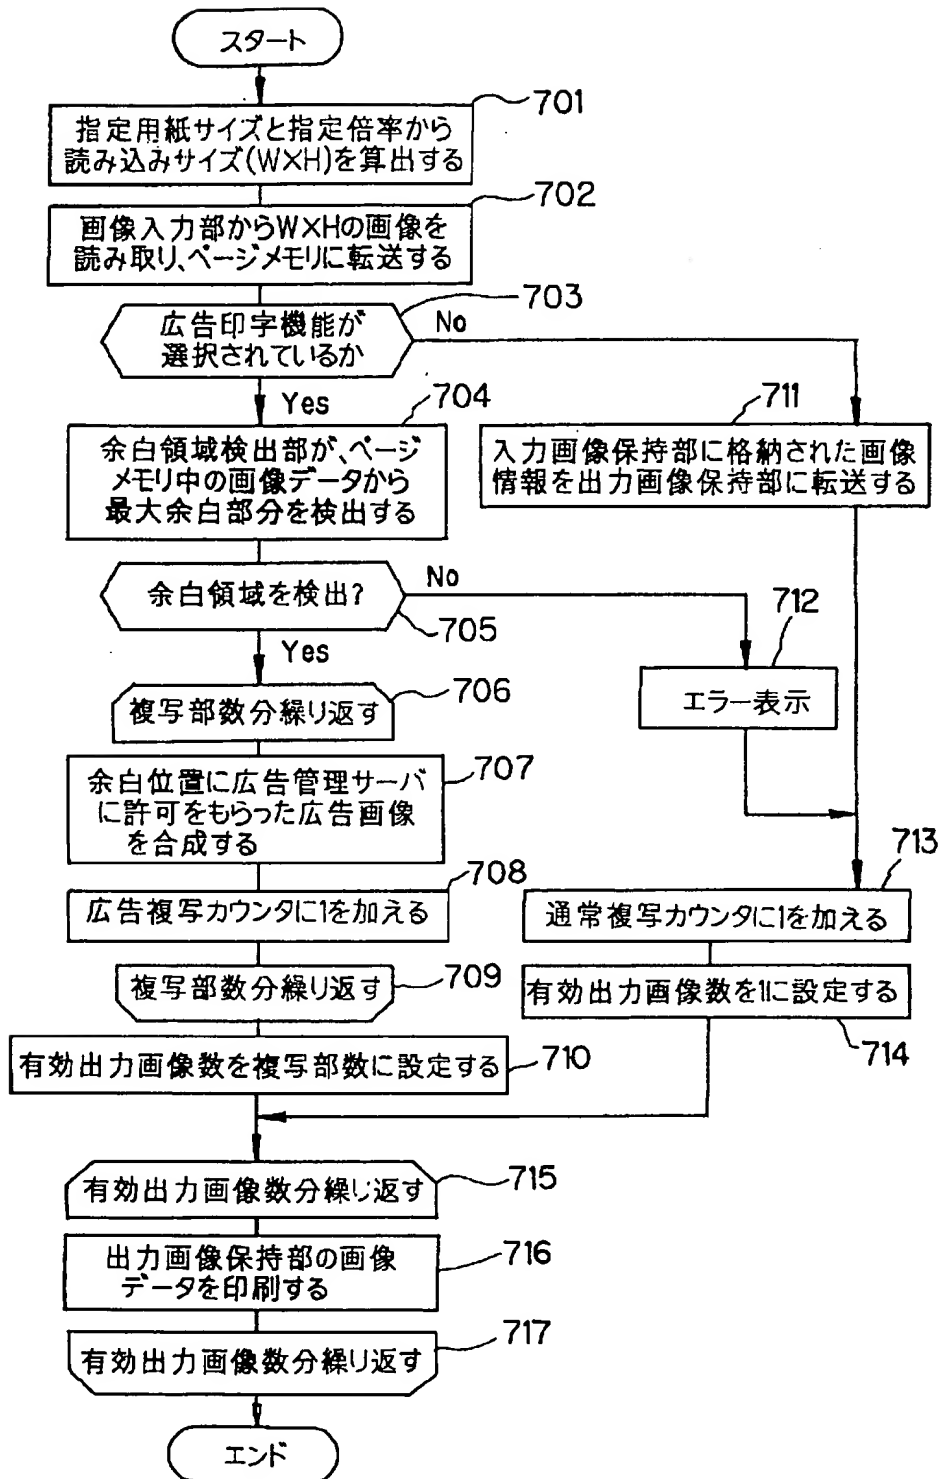 スタート
701
指定用紙サイズと指定倍率から
読み込みサイズ(W×H)を算出する
702
画像入力部からW×Hの画像を
読み取り、ページメモリに転送する
703
広告印字機能が
選択されているか
No
Yes
704
余白領域検出部が、ページ
メモリ中の画像データから
最大余白部分を検出する
711
入力画像保持部に格納された画像
情報を出力画像保持部に転送する
余白領域を検出?
No
705
Yes
712
エラー表示
706
複写部数分繰り返す
707
余白位置に広告管理サーバ
に許可をもらった広告画像
を合成する
708
広告複写カウンタに1を加える
713
通常複写カウンタに1を加える
709
複写部数分繰り返す
有効出力画像数を1に設定する
714
有効出力画像数を複写部数に設定する
710
715
有効出力画像数分繰り返す
716
出力画像保持部の画像
データを印刷する
717
有効出力画像数分繰り返す
エンド